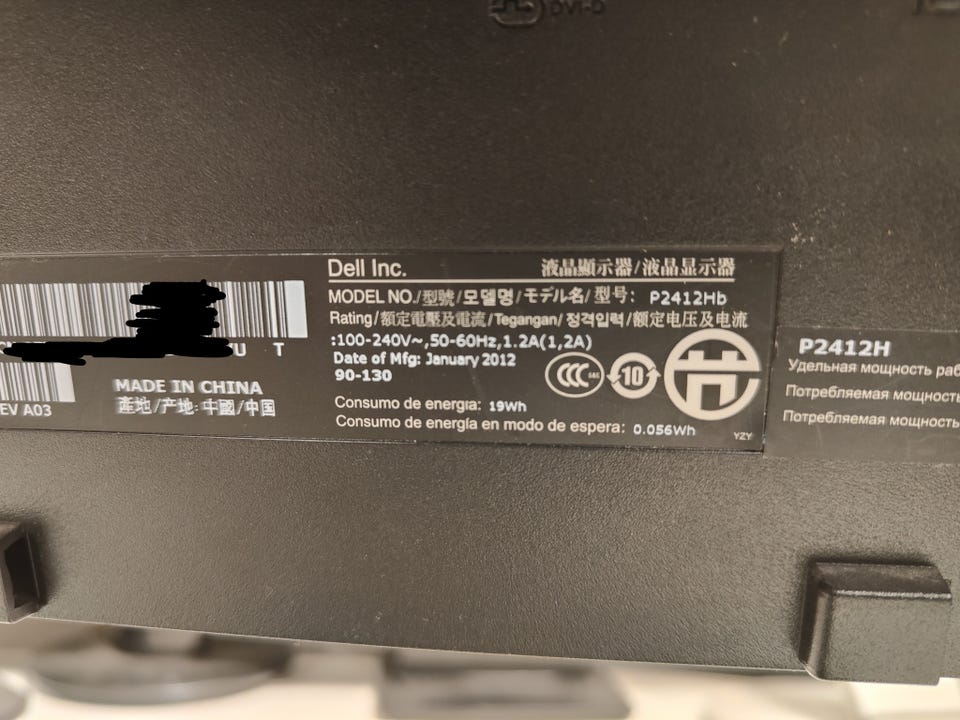 DVI-D
U T
EV A03
MADE IN CHINA
產地/产地: 中國/中国
Dell Inc.
液晶顯示器/液晶显示器
MODEL NO./型號/모델명/モデル名/型号: P2412Hb
Rating/額定電壓及電流/Tegangan/정격입력/额定电压及电流
:100-240V~,50-60Hz,1.2A(1,2A)
Date of Mfg: January 2012
90-130
CCC S&E
10
Consumo de energía: 19Wh
Consumo de energía en modo de espera: 0.056Wh
YZY
P2412H
Удельная мощность раб
Потребляемая мощность
Потребляемая мощность